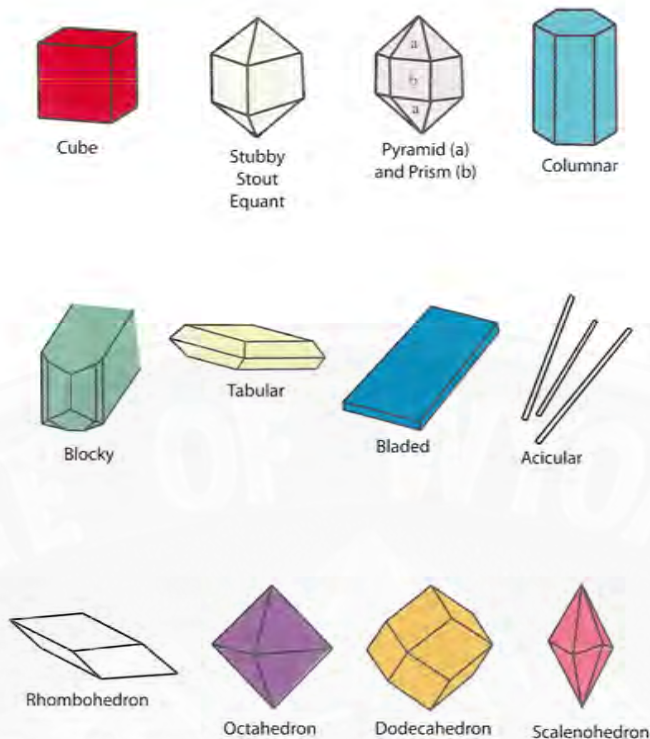 Cube
Stubby
Stout
Equant
a
b
a
Pyramid (a)
and Prism (b)
Columnar
Blocky
Tabular
Bladed
Acicular
Rhombohedron
Octahedron
Dodecahedron
Scalenohedron